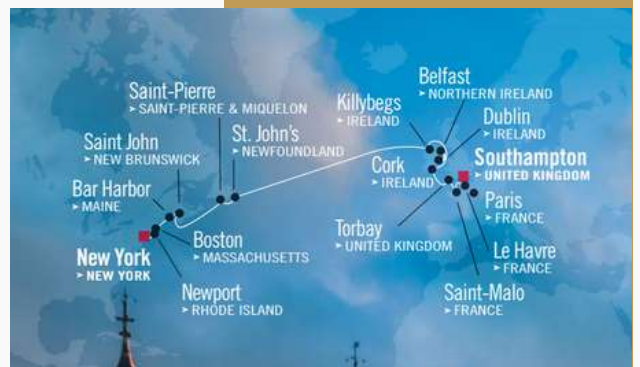 Saint-Pierre
➤ SAINT-PIERRE & MIQUELON
Saint John
➤ NEW BRUNSWICK
St. John's
➤ NEWFOUNDLAND
Bar Harbor
➤ MAINE
New York
➤ NEW YORK
Boston
➤ MASSACHUSETTS
Newport
➤ RHODE ISLAND
Killybegs
➤ IRELAND
Belfast
➤ NORTHERN IRELAND
Dublin
➤ IRELAND
Cork
➤ IRELAND
Southampton
➤ UNITED KINGDOM
Torbay
➤ UNITED KINGDOM
Paris
➤ FRANCE
Le Havre
➤ FRANCE
Saint-Malo
➤ FRANCE